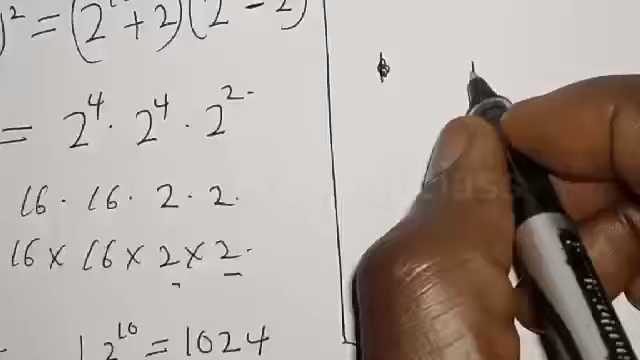 )² = (2¹⁰ + 2)(2 - 2)
= 2⁴ · 2⁴ · 2² ·
16 · 16 · 2 · 2
16 × 16 × 2 × 2 ·
2¹⁰ = 1024